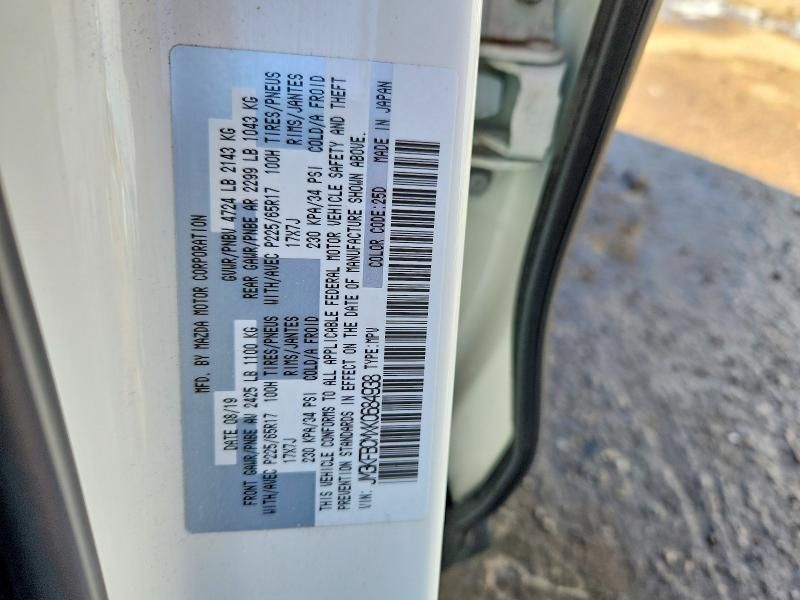 MFD. BY MAZDA MOTOR CORPORATION
DATE 08/19 GVWR/PNBV 4724 LB 2143 KG
FRONT GAWR/PNBE AV 2425 LB 1100 KG REAR GAWR/PNBE AR 2299 LB 1043 KG
WITH/AVEC P225/65R17 100H TIRES/PNEUS WITH/AVEC P225/65R17 100H TIRES/PNEUS
17X7J RIMS/JANTES 17X7J RIMS/JANTES
230 KPA/34 PSI COLD/A FROID 230 KPA/34 PSI COLD/A FROID
THIS VEHICLE CONFORMS TO ALL APPLICABLE FEDERAL MOTOR VEHICLE SAFETY AND THEFT
PREVENTION STANDARDS IN EFFECT ON THE DATE OF MANUFACTURE SHOWN ABOVE.
VIN: JM3KFBCMXK0684938 TYPE:MPV COLOR CODE:25D MADE IN JAPAN